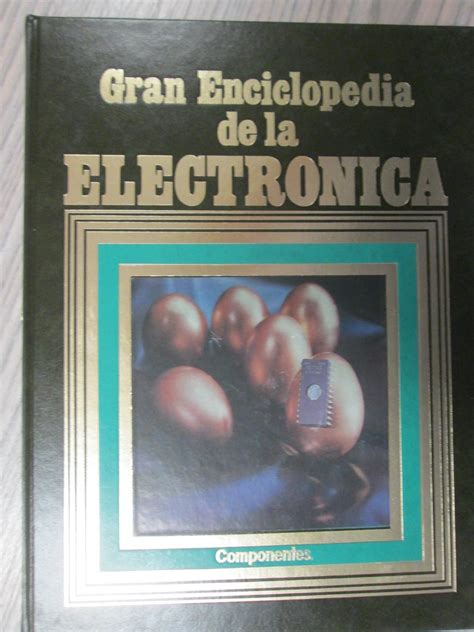 Gran Enciclopedia
de la
ELECTRONICA
Componentes.